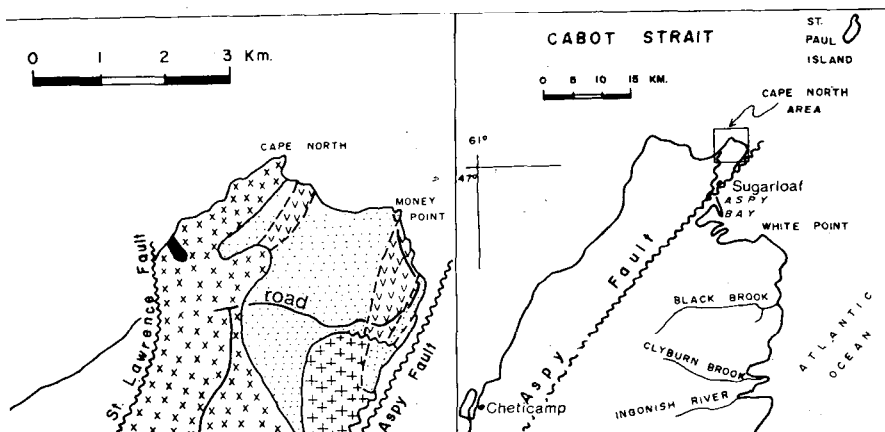 0 1 2 3 Km.
CAPE NORTH
MONEY
POINT
St. Lawrence Fault
road
Aspy Fault
CABOT STRAIT
ST.
PAUL
ISLAND
0 5 10 15 KM.
CAPE NORTH
AREA
61°
47°
Sugarloaf
ASPY
BAY
WHITE POINT
Aspy Fault
BLACK BROOK
CLYBURN BROOK
INGONISH RIVER
ATLANTIC
OCEAN
Cheticamp